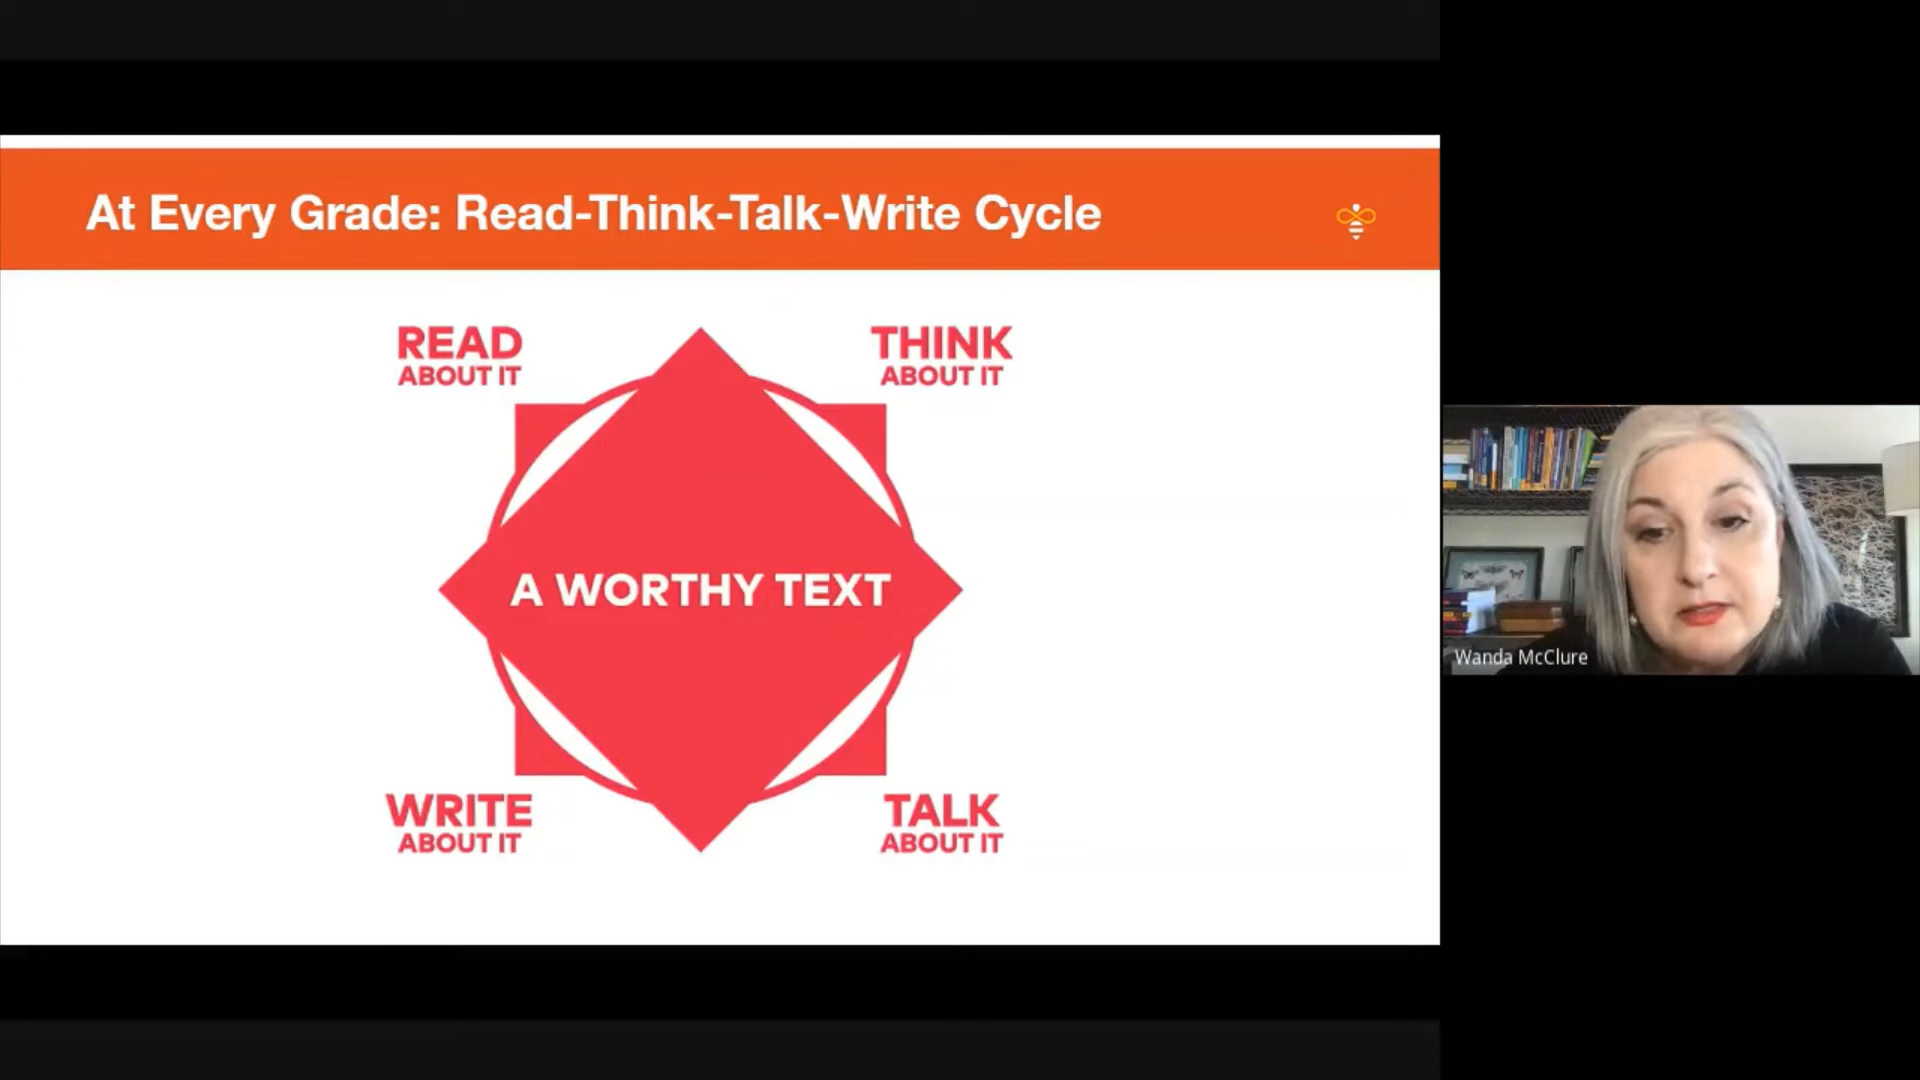 At Every Grade: Read-Think-Talk-Write Cycle
READ
ABOUT IT
THINK
ABOUT IT
A WORTHY TEXT
WRITE
ABOUT IT
TALK
ABOUT IT
Wanda McClure